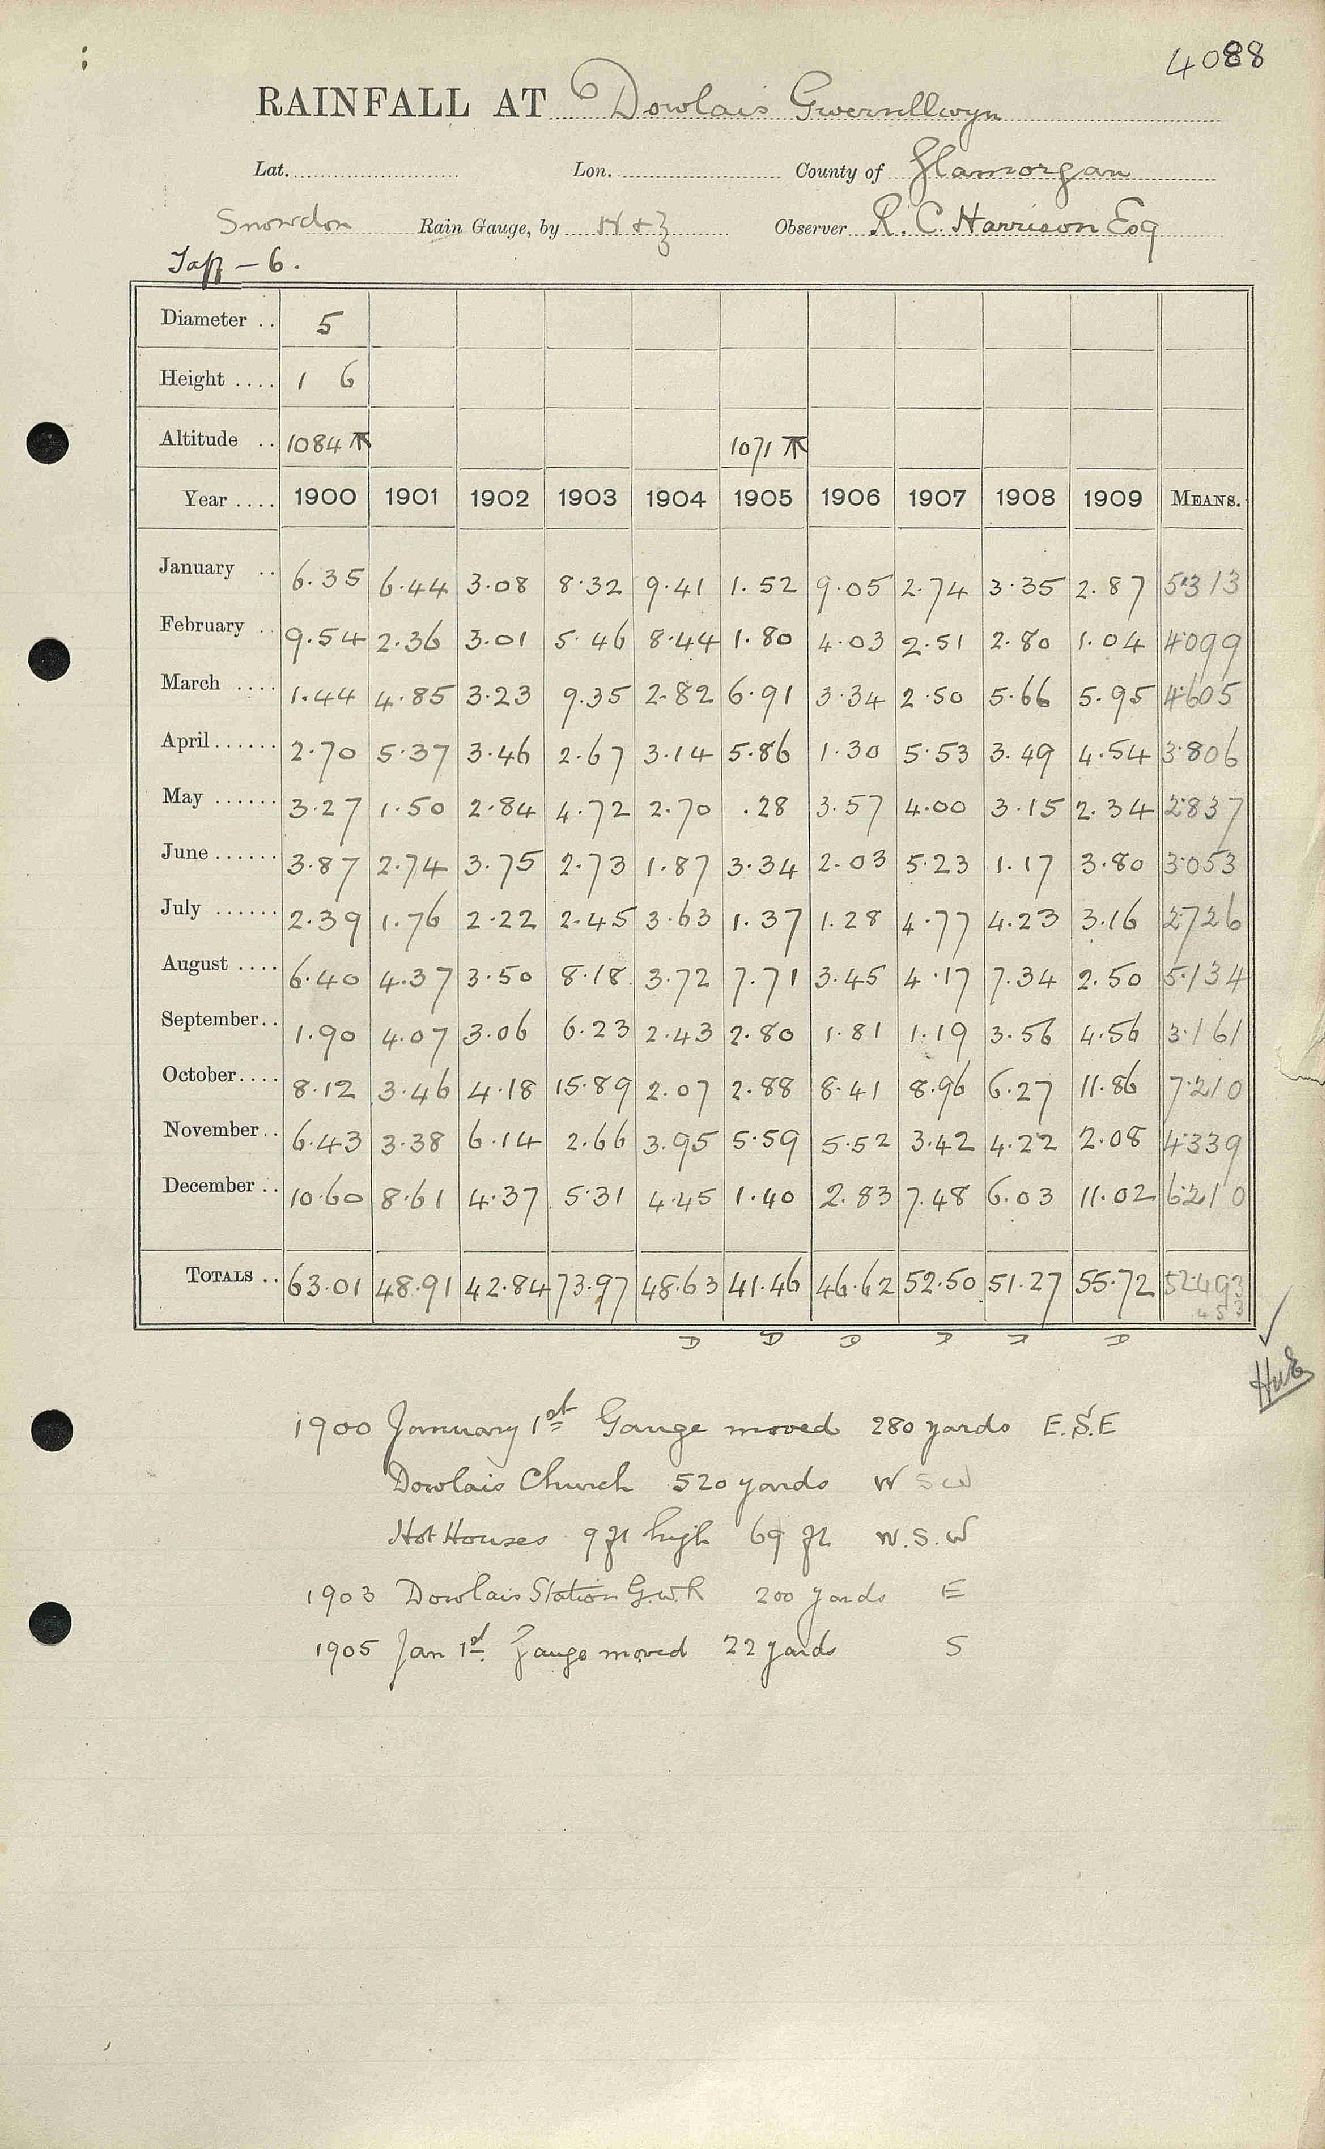 4088
RAINFALL AT Dowlais Gwernllwyn
Lat. Lon. County of Glamorgan
Snowdon Rain Gauge, by N & Z Observer R. C. Harrison Esq
Taff - 6.
Diameter .. 5
Height .... 1 6
Altitude .. 1084 1071
Year .... 1900 1901 1902 1903 1904 1905 1906 1907 1908 1909 MEANS.
January .. 6.35 6.44 3.08 8.32 9.41 1.52 9.05 2.74 3.35 2.87 5.313
February .. 9.54 2.36 3.01 5.46 8.44 1.80 4.03 2.51 2.80 1.04 4.099
March .... 1.44 4.85 3.23 9.35 2.82 6.91 3.34 2.50 5.66 5.95 4.605
April...... 2.70 5.37 3.46 2.67 3.14 5.86 1.30 5.53 3.49 4.54 3.806
May ...... 3.27 1.50 2.84 4.72 2.70 .28 3.57 4.00 3.15 2.34 2.837
June...... 3.87 2.74 3.75 2.73 1.87 3.34 2.03 5.23 1.17 3.80 3.053
July ...... 2.39 1.76 2.22 2.45 3.63 1.37 1.28 4.77 4.23 3.16 2.726
August .... 6.40 4.37 3.50 8.18 3.72 7.71 3.45 4.17 7.34 2.50 5.134
September.. 1.90 4.07 3.06 6.23 2.43 2.80 1.81 1.19 3.56 4.56 3.161
October.... 8.12 3.46 4.18 15.89 2.07 2.88 8.41 8.96 6.27 11.86 7.210
November.. 6.43 3.38 6.14 2.66 3.95 5.59 5.52 3.42 4.22 2.08 4.339
December .. 10.60 8.61 4.37 5.31 4.45 1.40 2.83 7.48 6.03 11.02 6.210
TOTALS .. 63.01 48.91 42.84 73.97 48.63 41.46 46.62 52.50 51.27 55.72 52.493
453
D D D D D D
1900 January 1st Gauge moved 280 yards E.S.E
Dowlais Church 520 yards W S W
Hot Houses 9 ft high 69 ft W.S.W
1903 Dowlais Station G.W.R 200 yards E
1905 Jan 1st Gauge moved 22 yards S